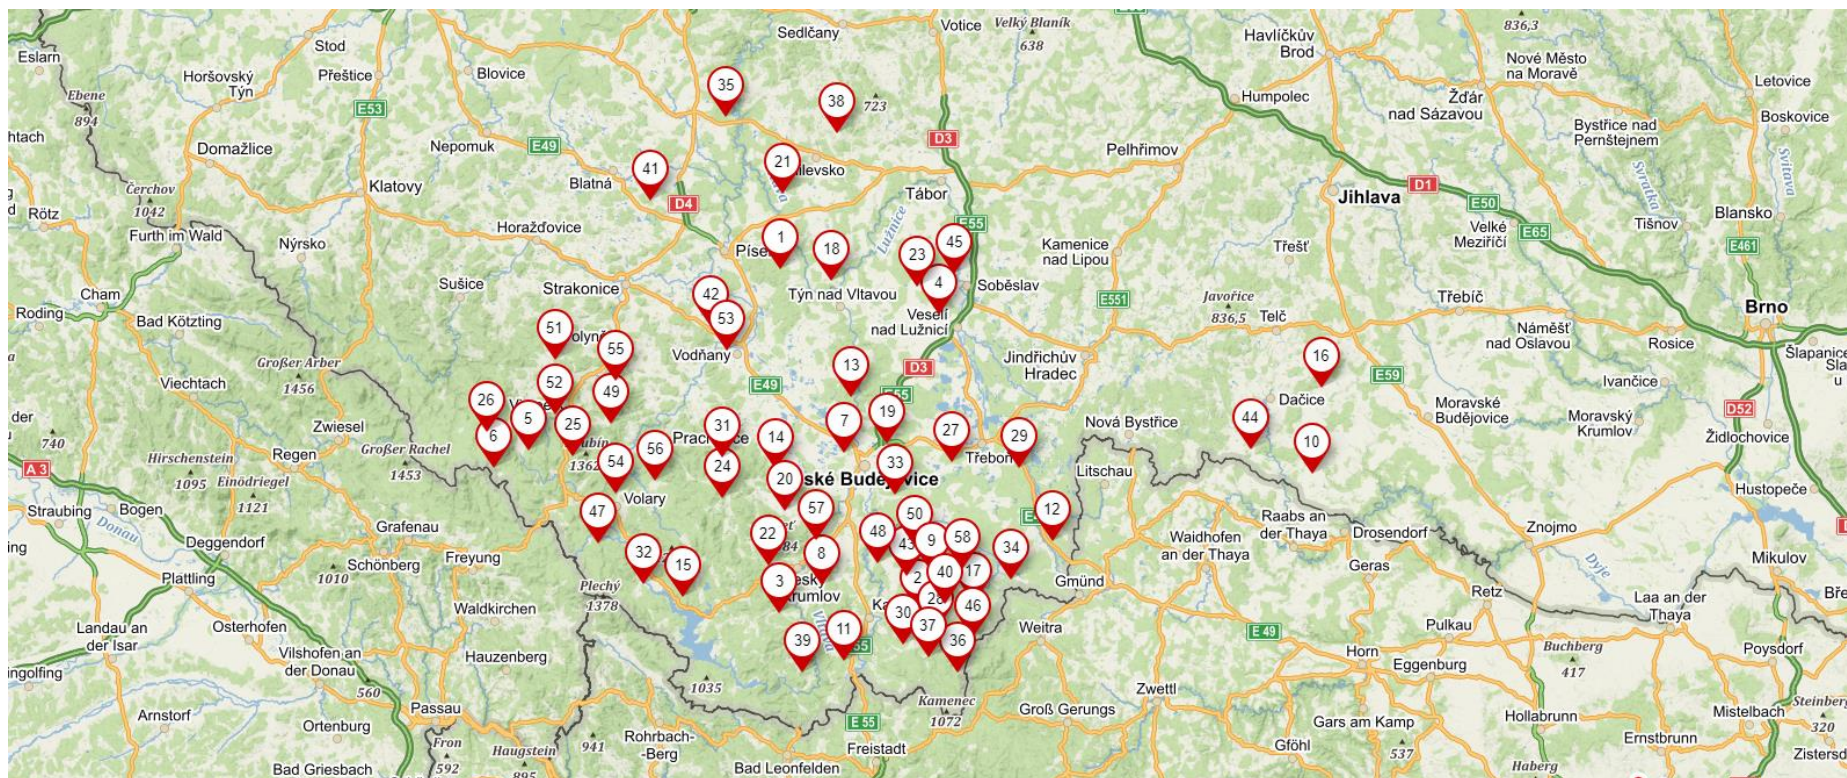 Sedlčany
Votice
Velký Blaník
638
836,3
Eslarn
Stod
Havlíčkův
Brod
Nové Město
na Moravě
Letovice
Horšovský
Týn
Přeštice
Blovice
35
38
723
Humpolec
Žďár
nad Sázavou
Ebene
894
E53
Boskovice
Bystřice nad
Pernštejnem
Domažlice
Nepomuk
E49
D3
Pelhřimov
Svratka
Svitava
41
21
Blatná
Klatovy
Tábor
D1
Jihlava
Čerchov
1042
D4
E50
Rötz
Furth im Wald
Horažďovice
Lužnice
E55
Velké
Meziříčí
E65
Tišnov
Blansko
E461
Nýrsko
1
18
23
45
Kamenice
nad Lipou
Třešť
Cham
Sušice
Strakonice
42
Týn nad Vltavou
4
Soběslav
E551
Javořice
836,5
Telč
Třebíč
Brno
Roding
Bad Kötzting
51
53
Veselí
nad Lužnicí
Náměšť
nad Oslavou
Rosice
Šlapanice
55
Vodňany
Jindřichův
Hradec
16
Großer Arber
1456
Viechtach
52
49
E49
13
D3
E59
Ivančice
26
5
25
Dačice
Moravské
Budějovice
Moravský
Krumlov
D52
Židlochovice
Zwiesel
6
31
14
7
19
27
29
Nová Bystřice
44
10
740
A 3
Hirschenstein
1095
Regen
Großer Rachel
1453
1362
54
56
24
33
Třeboň
Litschau
Einödriegel
1121
20
Hustopeče
Straubing
Bogen
Donau
Volary
47
57
50
12
Raabs an
der Thaya
Drosendorf
Znojmo
Grafenau
22
48
43
9
58
34
Waidhofen
an der Thaya
Deggendorf
Freyung
32
15
8
2
40
17
Dyje
Mikulov
Plattling
1010
Schönberg
Plechý
1378
3
28
Gmünd
Geras
Waldkirchen
30
37
46
Retz
Laa an der
Thaya
Landau an
der Isar
Osterhofen
39
11
36
Weitra
E 49
Pulkau
Vilshofen an
der Donau
Hauzenberg
Horn
Eggenburg
Buchberg
417
Poysdorf
560
Passau
1035
Kamenec
1072
Zwettl
Arnstorf
Groß Gerungs
E 55
Gars am Kamp
Hollabrunn
Mistelbach
Ortenburg
Fron
592
Haugstein
895
941
Rohrbach-
-Berg
Freistadt
Gföhl
537
Ernstbrunn
Bad Griesbach
Bad Leonfelden
Haberg